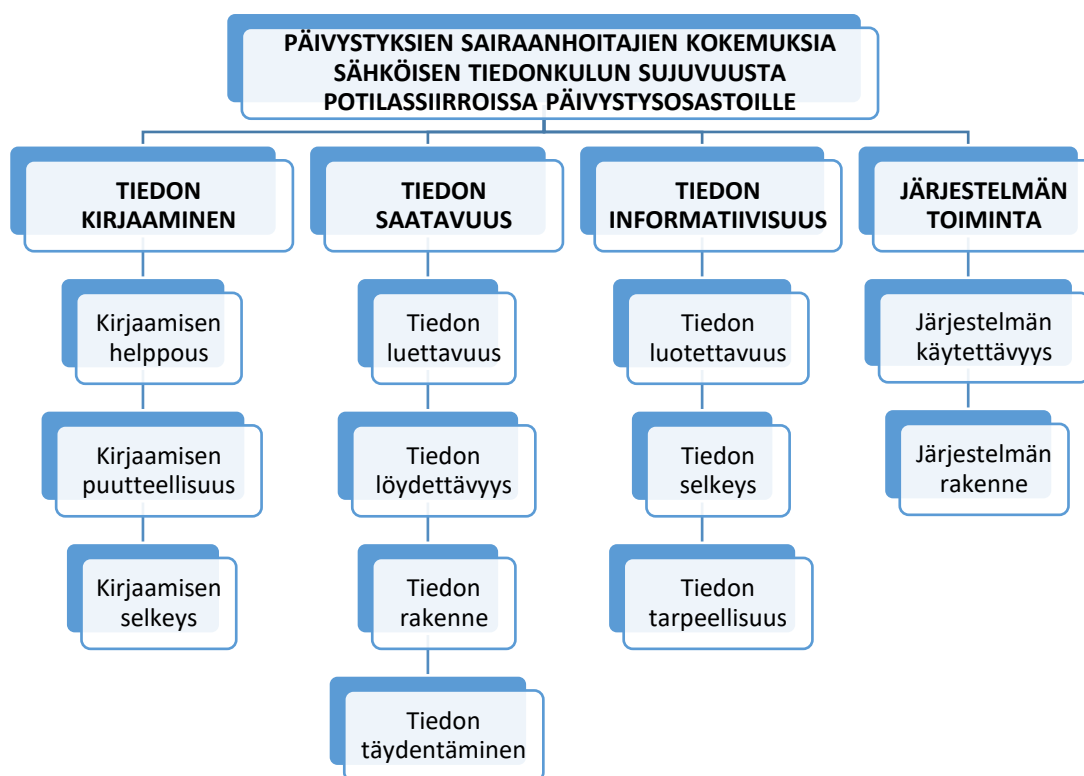 PÄIVYSTYKSIEN SAIRAANHOITAJIEN KOKEMUKSIA
SÄHKÖISEN TIEDONKULUN SUJUVUUSTA
POTILASSIIRROISSA PÄIVYSTYSOSASTOILLE
TIEDON
KIRJAAMINEN
Kirjaamisen
helppous
Kirjaamisen
puutteellisuus
Kirjaamisen
selkeys
TIEDON
SAATAVUUS
Tiedon
luettavuus
Tiedon
löydettävyys
Tiedon
rakenne
Tiedon
täydentäminen
TIEDON
INFORMATIIVISUUS
Tiedon
luotettavuus
Tiedon
selkeys
Tiedon
tarpeellisuus
JÄRJESTELMÄN
TOIMINTA
Järjestelmän
käytettävyys
Järjestelmän
rakenne